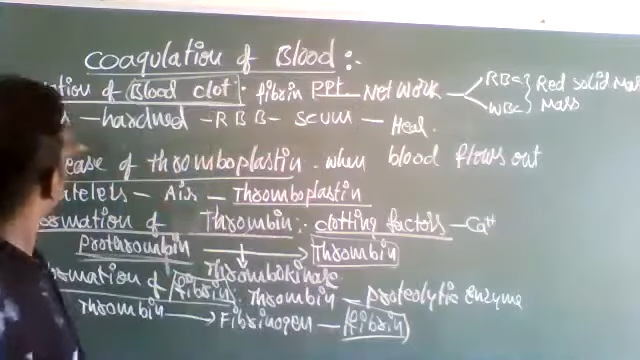 Coagulation of Blood :-
ation of Blood clot : fibrin PPt — Net work — RBC } Red solid Mass
WBC } Mass
— hardned — R B B — scum — Heal.
ease of thromboplastin . when blood flows out
atelets — Air — Thromboplastin
ormation of Thrombin : clotting factors — Ca++
Prothrombin → Thrombin
Thrombokinase
ormation of Fibrin : Thrombin — proteolytic enzyme
Thrombin → Fibrinogen — Fibrin